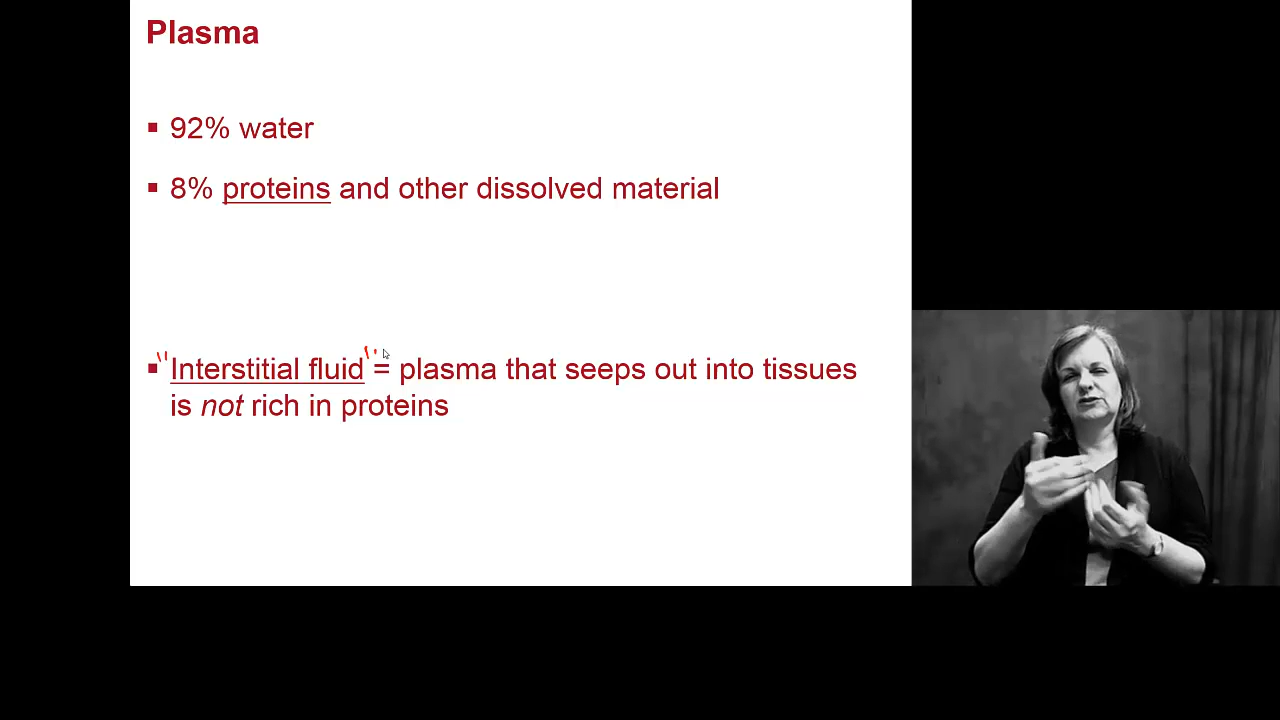 Plasma
▪ 92% water
▪ 8% proteins and other dissolved material
▪ "Interstitial fluid" = plasma that seeps out into tissues
is not rich in proteins